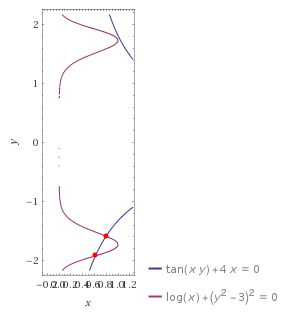 2
1
y
0
−1
−2
−0.20.00.20.40.60.81.01.2
x
tan(x y)+4 x = 0
log(x)+(y² −3)² = 0